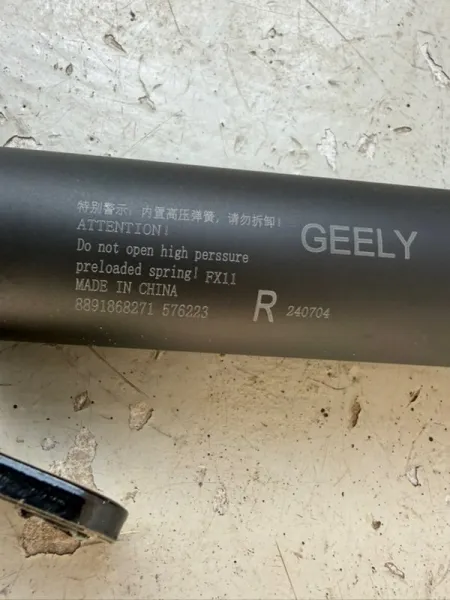 特别警示:内置高压弹簧,请勿拆卸!
ATTENTION!
Do not open high perssure
preloaded spring! FX11
MADE IN CHINA
8891868271 576223
GEELY
R 240704